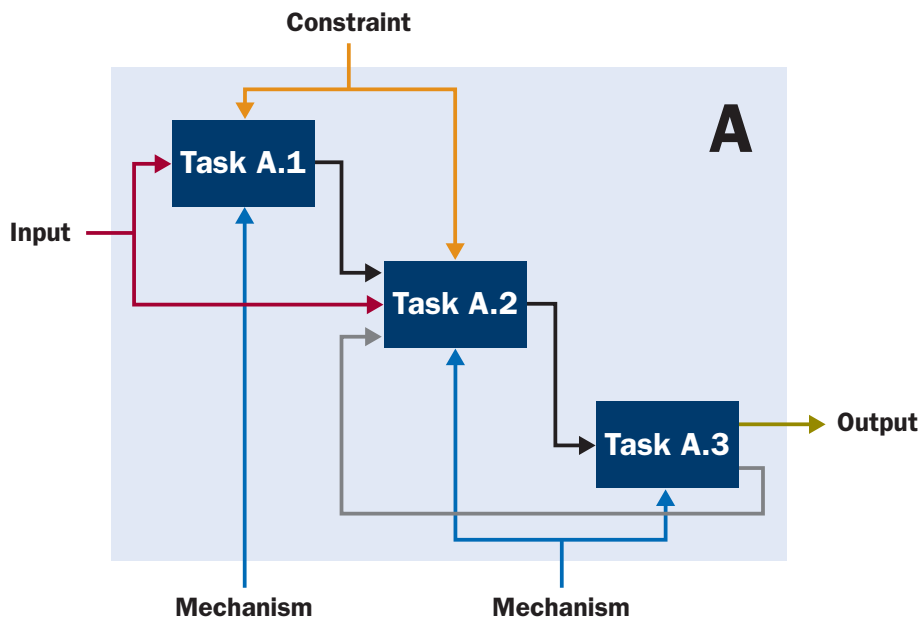 Constraint
A
Task A.1
Input
Task A.2
Output
Task A.3
Mechanism
Mechanism